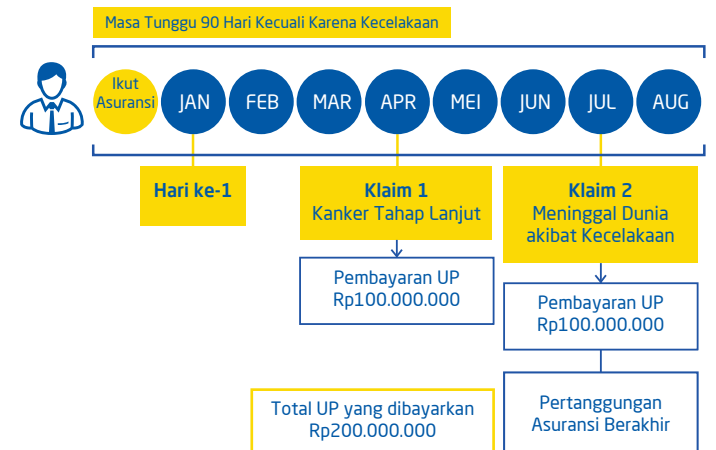 Masa Tunggu 90 Hari Kecuali Karena Kecelakaan
Ikut
Asuransi
JAN
FEB
MAR
APR
MEI
JUN
JUL
AUG
Hari ke-1
Klaim 1
Kanker Tahap Lanjut
Klaim 2
Meninggal Dunia
akibat Kecelakaan
Pembayaran UP
Rp100.000.000
Pembayaran UP
Rp100.000.000
Total UP yang dibayarkan
Rp200.000.000
Pertanggungan
Asuransi Berakhir